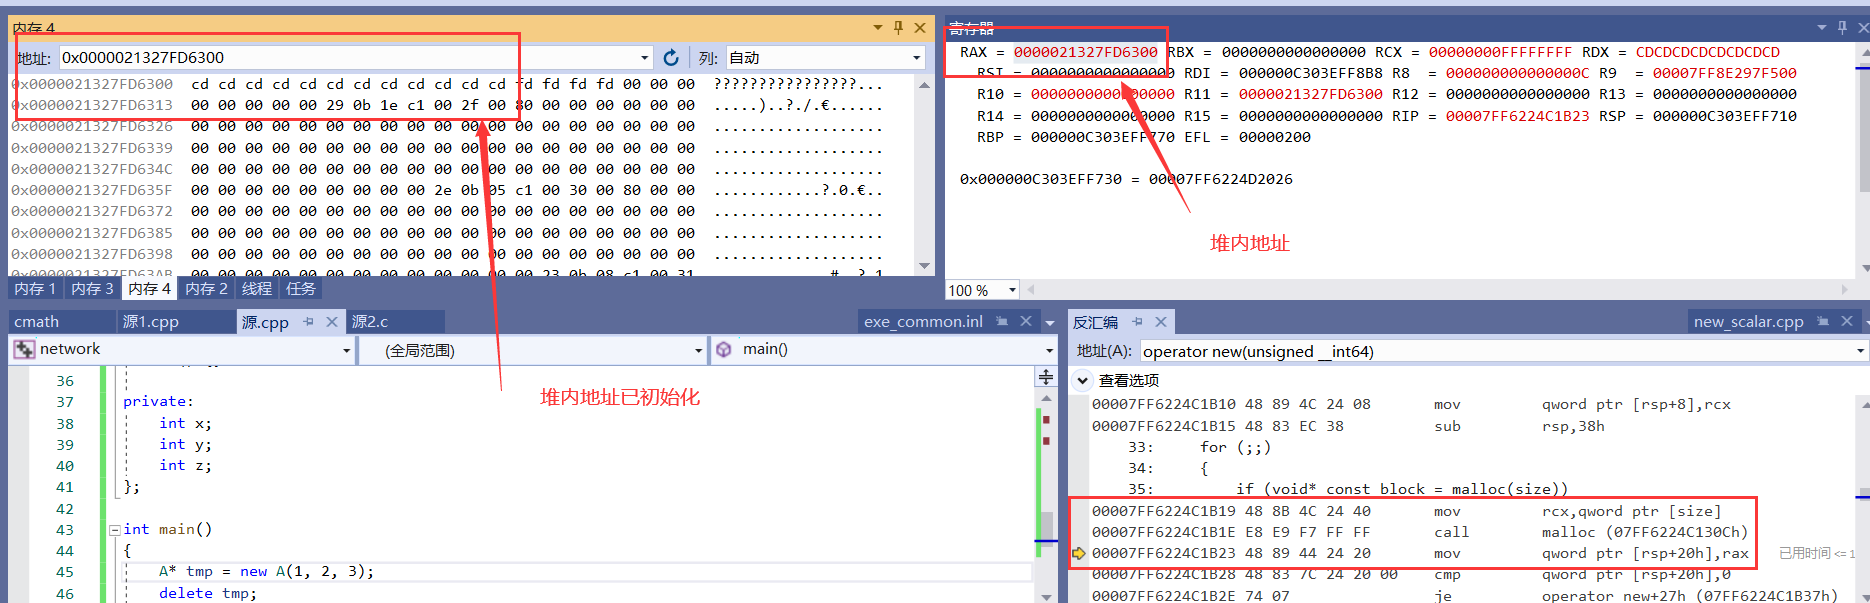 内存 4
地址: 0x0000021327FD6300 列: 自动
0x0000021327FD6300 cd cd cd cd cd cd cd cd cd cd cd cd fd fd fd fd 00 00 00 ????????????????...
0x0000021327FD6313 00 00 00 00 00 29 0b 1e c1 00 2f 00 80 00 00 00 00 00 00 .....)..?./.€......
0x0000021327FD6326 00 00 00 00 00 00 00 00 00 00 00 00 00 00 00 00 00 00 00 ...................
0x0000021327FD6339 00 00 00 00 00 00 00 00 00 00 00 00 00 00 00 00 00 00 00 ...................
0x0000021327FD634C 00 00 00 00 00 00 00 00 00 00 00 00 00 00 00 00 00 00 00 ...................
0x0000021327FD635F 00 00 00 00 00 00 00 00 00 2e 0b 05 c1 00 30 00 80 00 00 ............?.0.€..
0x0000021327FD6372 00 00 00 00 00 00 00 00 00 00 00 00 00 00 00 00 00 00 00 ...................
0x0000021327FD6385 00 00 00 00 00 00 00 00 00 00 00 00 00 00 00 00 00 00 00 ...................
0x0000021327FD6398 00 00 00 00 00 00 00 00 00 00 00 00 00 00 00 00 00 00 00 ...................
0x0000021327FD63AB 00 00 00 00 00 00 00 00 00 00 00 00 00 23 0b 08 c1 00 31 .............#..?.1
内存 1 内存 3 内存 4 内存 2 线程 任务
寄存器
RAX = 0000021327FD6300 RBX = 0000000000000000 RCX = 00000000FFFFFFFF RDX = CDCDCDCDCDCDCDCD
RSI = 0000000000000000 RDI = 000000C303EFF8B8 R8 = 000000000000000C R9 = 00007FF8E297F500
R10 = 0000000000000000 R11 = 0000021327FD6300 R12 = 0000000000000000 R13 = 0000000000000000
R14 = 0000000000000000 R15 = 0000000000000000 RIP = 00007FF6224C1B23 RSP = 000000C303EFF710
RBP = 000000C303EFF770 EFL = 00000200
0x000000C303EFF730 = 00007FF6224D2026
堆内地址
100 %
cmath 源1.cpp 源.cpp 源2.c exe_common.inl
network (全局范围) main()
36
37 private:
38 int x;
39 int y;
40 int z;
41 };
42
43 int main()
44 {
45 A* tmp = new A(1, 2, 3);
46 delete tmp;
堆内地址已初始化
反汇编 new_scalar.cpp
地址(A): operator new(unsigned __int64)
查看选项
00007FF6224C1B10 48 89 4C 24 08 mov qword ptr [rsp+8],rcx
00007FF6224C1B15 48 83 EC 38 sub rsp,38h
33: for (;;)
34: {
35: if (void* const block = malloc(size))
00007FF6224C1B19 48 8B 4C 24 40 mov rcx,qword ptr [size]
00007FF6224C1B1E E8 E9 F7 FF FF call malloc (07FF6224C130Ch)
00007FF6224C1B23 48 89 44 24 20 mov qword ptr [rsp+20h],rax 已用时间 <= 1
00007FF6224C1B28 48 83 7C 24 20 00 cmp qword ptr [rsp+20h],0
00007FF6224C1B2E 74 07 je operator new+27h (07FF6224C1B37h)